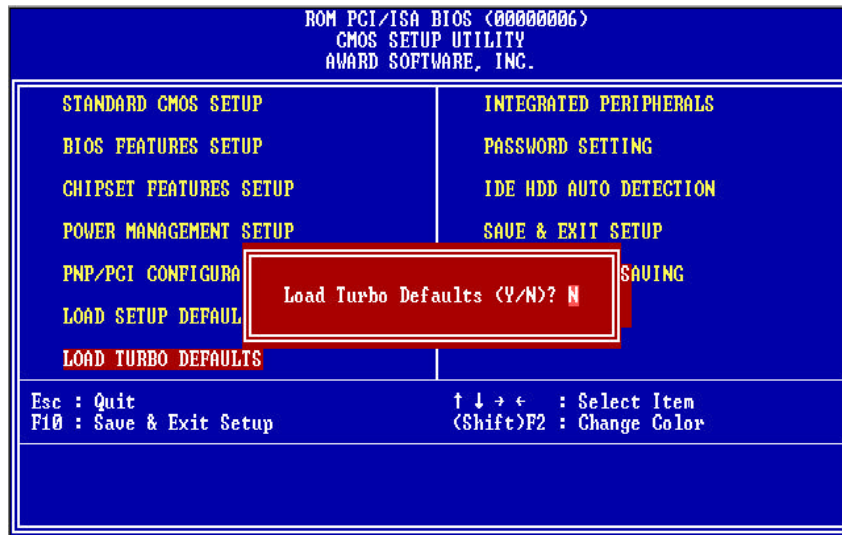 ROM PCI/ISA BIOS (00000006)
CMOS SETUP UTILITY
AWARD SOFTWARE, INC.
STANDARD CMOS SETUP
BIOS FEATURES SETUP
CHIPSET FEATURES SETUP
POWER MANAGEMENT SETUP
PNP/PCI CONFIGURA
LOAD SETUP DEFAUL
LOAD TURBO DEFAULTS
INTEGRATED PERIPHERALS
PASSWORD SETTING
IDE HDD AUTO DETECTION
SAVE & EXIT SETUP
SAVING
Load Turbo Defaults (Y/N)? N
Esc : Quit
F10 : Save & Exit Setup
↑ ↓ → ← : Select Item
(Shift)F2 : Change Color